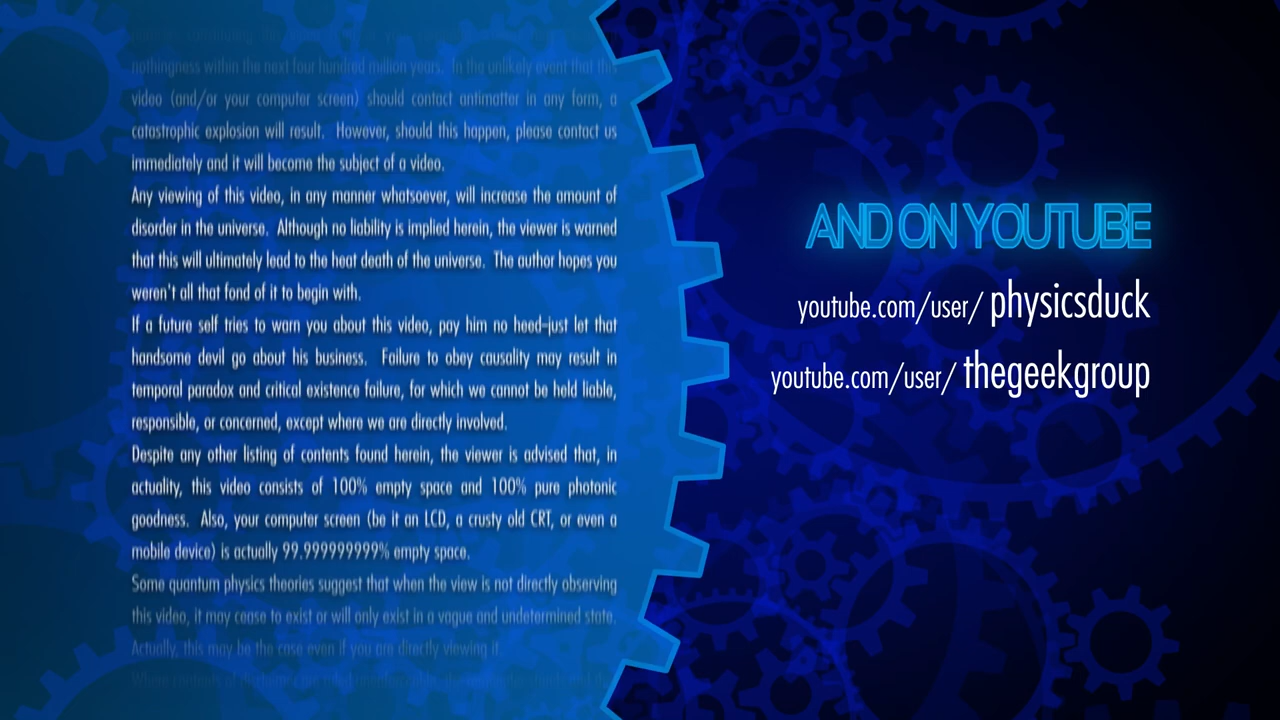 nothingness within the next four hundred million years. In the unlikely event that this
video (and/or your computer screen) should contact antimatter in any form, a
catastrophic explosion will result. However, should this happen, please contact us
immediately and it will become the subject of a video.
Any viewing of this video, in any manner whatsoever, will increase the amount of
disorder in the universe. Although no liability is implied herein, the viewer is warned
that this will ultimately lead to the heat death of the universe. The author hopes you
weren't all that fond of it to begin with.
If a future self tries to warn you about this video, pay him no heed--just let that
handsome devil go about his business. Failure to obey causality may result in
temporal paradox and critical existence failure, for which we cannot be held liable,
responsible, or concerned, except where we are directly involved.
Despite any other listing of contents found herein, the viewer is advised that, in
actuality, this video consists of 100% empty space and 100% pure photonic
goodness. Also, your computer screen (be it an LCD, a crusty old CRT, or even a
mobile device) is actually 99.999999999% empty space.
Some quantum physics theories suggest that when the view is not directly observing
this video, it may cease to exist or will only exist in a vague and undetermined state.
Actually, this may be the case even if you are directly viewing it.
AND ON YOUTUBE
youtube.com/user/ physicsduck
youtube.com/user/ thegeekgroup